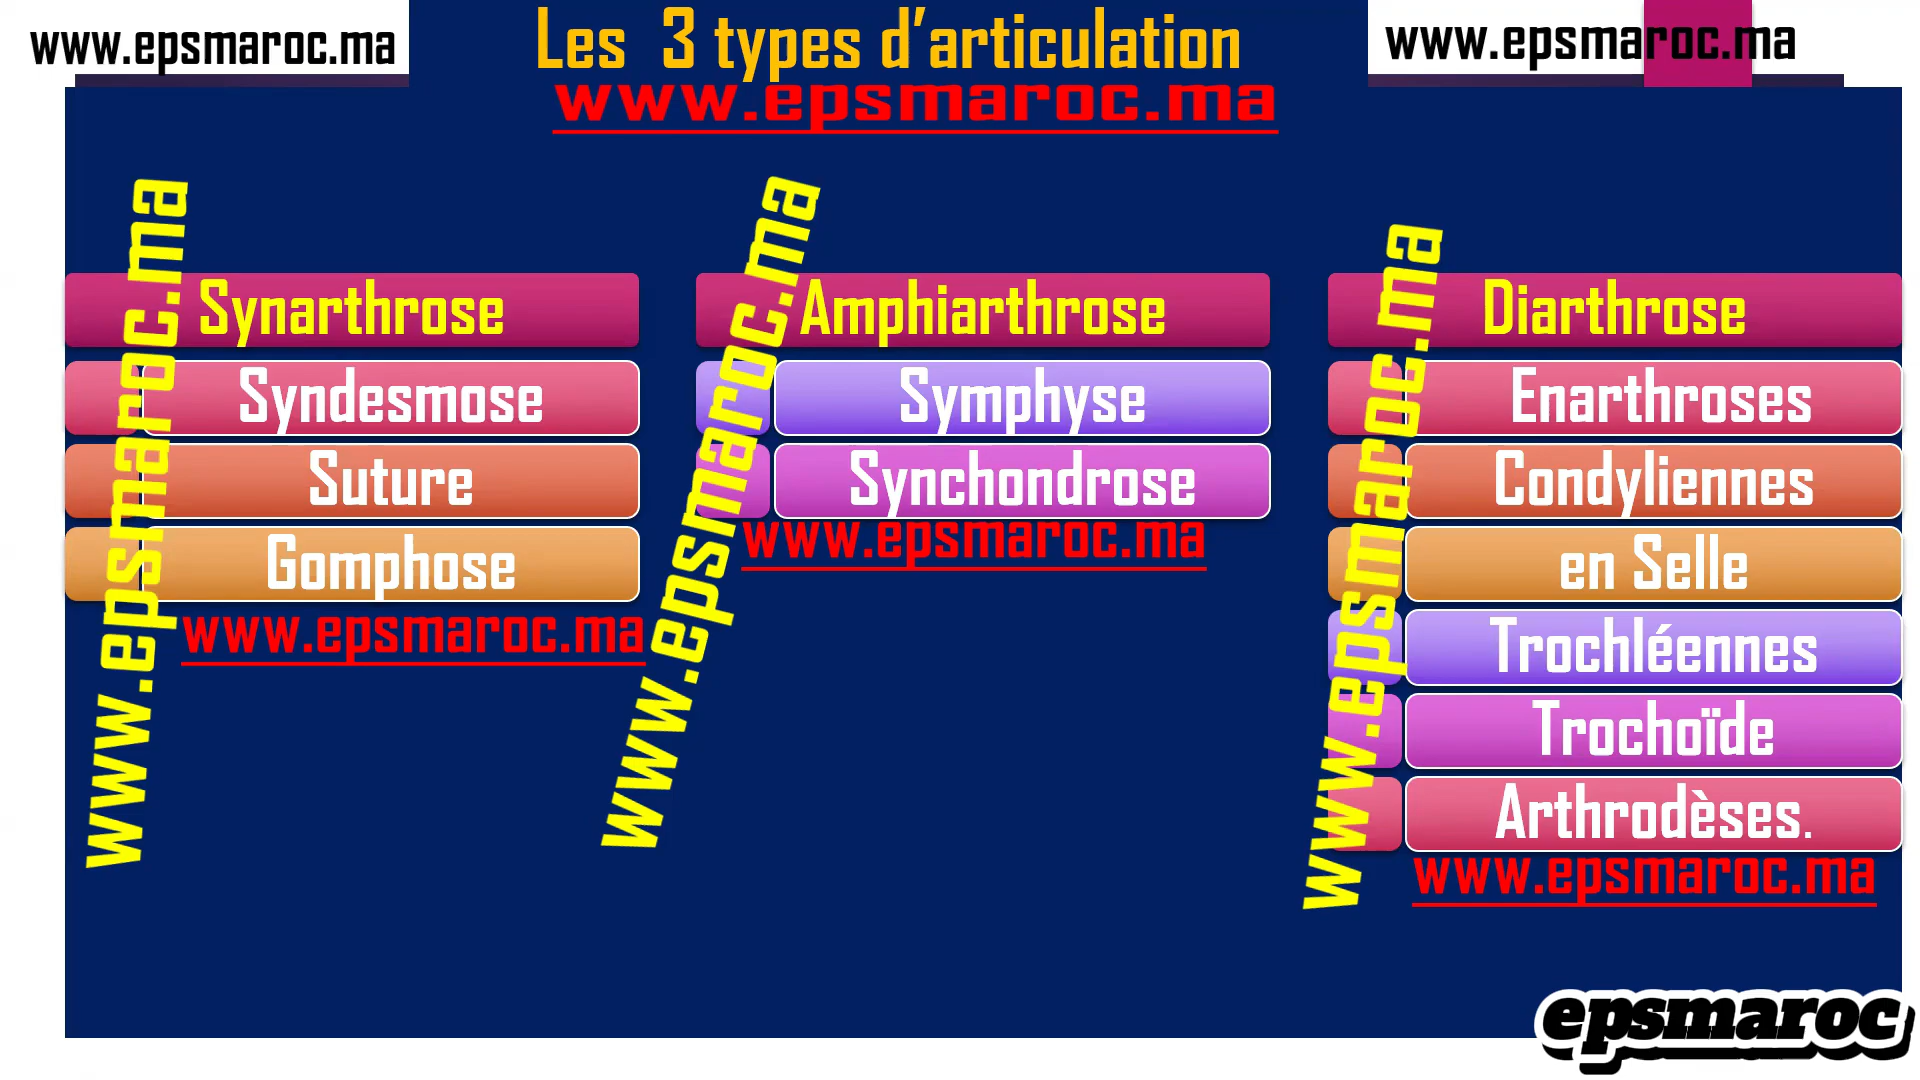 www.epsmaroc.ma
Les 3 types d’articulation
www.epsmaroc.ma
www.epsmaroc.ma
Synarthrose
Syndesmose
Suture
Gomphose
www.epsmaroc.ma
www.epsmaroc.ma
Amphiarthrose
Symphyse
Synchondrose
www.epsmaroc.ma
www.epsmaroc.ma
Diarthrose
Enarthroses
Condyliennes
en Selle
Trochléennes
Trochoïde
Arthrodèses.
www.epsmaroc.ma
www.epsmaroc.ma
epsmaroc